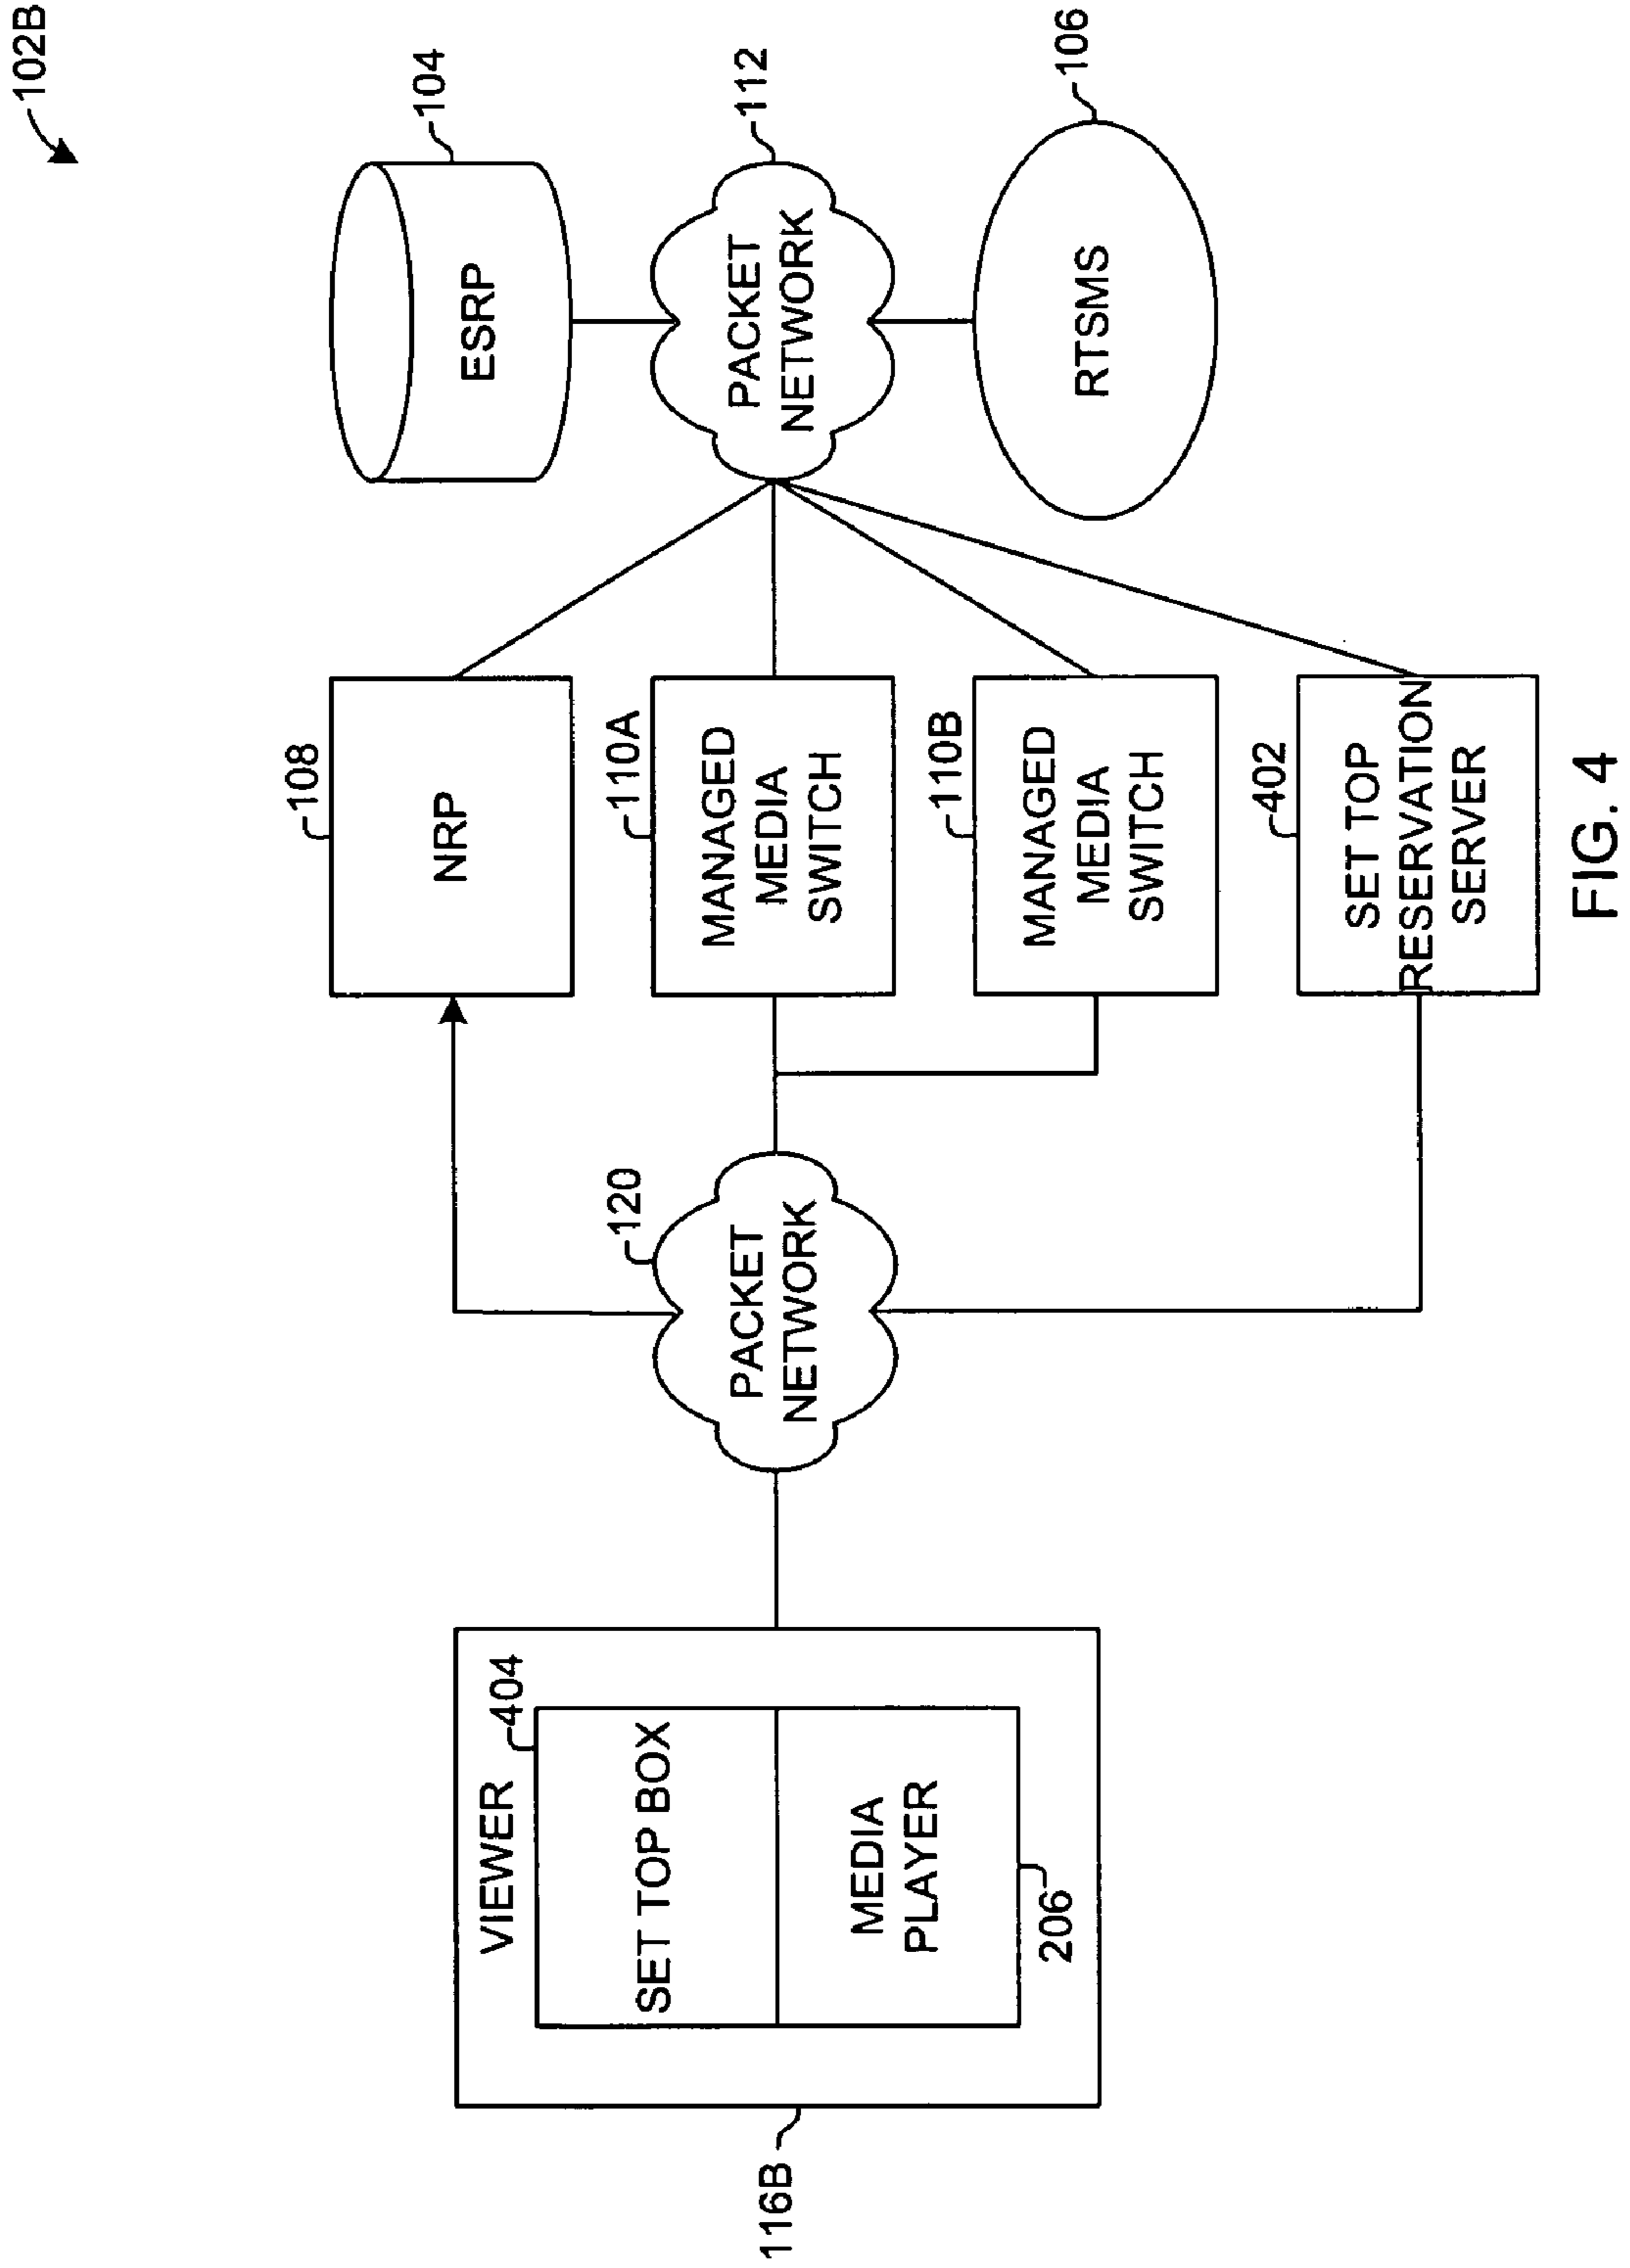 102B
VIEWER
404
SET TOP BOX
MEDIA
PLAYER
206
116B
120
PACKET
NETWORK
108
NRP
110A
MANAGED
MEDIA
SWITCH
110B
MANAGED
MEDIA
SWITCH
402
SET TOP
RESERVATION
SERVER
104
ESRP
112
PACKET
NETWORK
106
RTSMS
FIG. 4